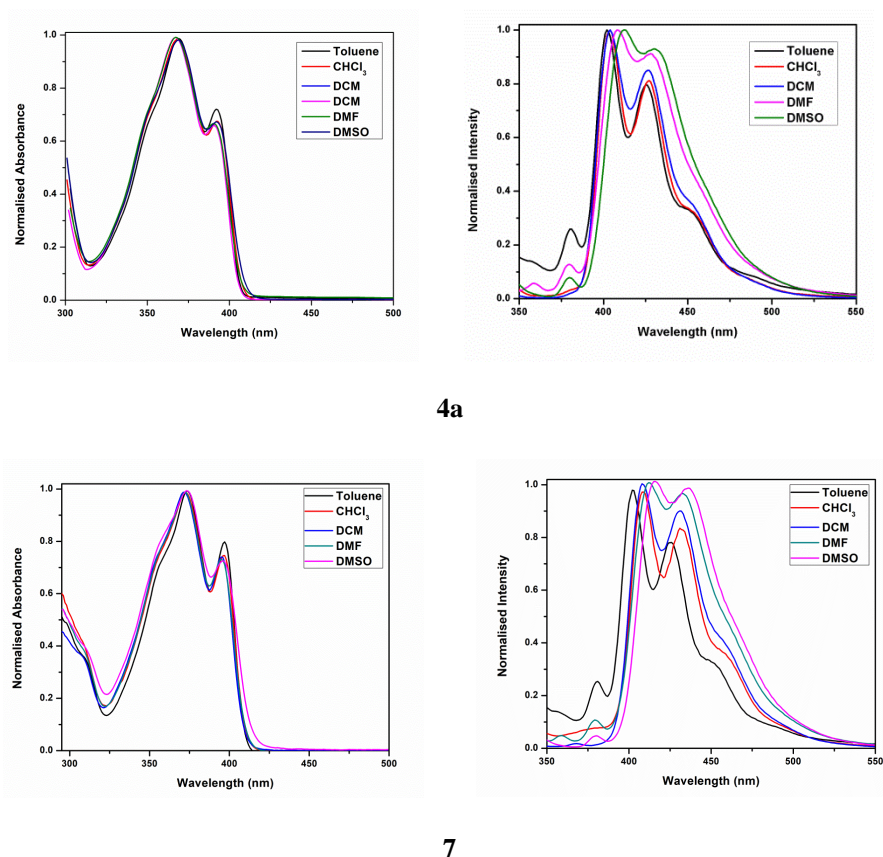 1.0
0.8
0.6
0.4
0.2
0.0
Normalised Absorbance
300 350 400 450 500
Wavelength (nm)
Toluene
CHCl3
DCM
DCM
DMF
DMSO
1.0
0.8
0.6
0.4
0.2
0.0
Normalised Intensity
350 400 450 500 550
Wavelength (nm)
Toluene
CHCl3
DCM
DMF
DMSO
4a
1.0
0.8
0.6
0.4
0.2
0.0
Normalised Absorbance
300 350 400 450 500
Wavelength (nm)
Toluene
CHCl3
DCM
DMF
DMSO
1.0
0.8
0.6
0.4
0.2
0.0
Normalised Intensity
350 400 450 500 550
Wavelength (nm)
Toluene
CHCl3
DCM
DMF
DMSO
7